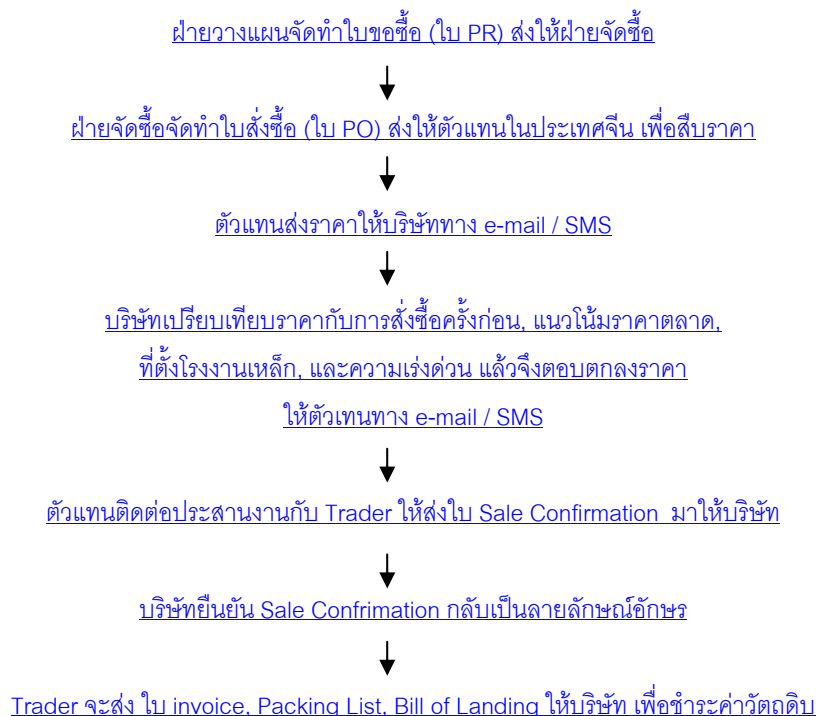 ฝ่ายวางแผนจัดทำใบขอซื้อ (ใบ PR) ส่งให้ฝ่ายจัดซื้อ
ฝ่ายจัดซื้อจัดทำใบสั่งซื้อ (ใบ PO) ส่งให้ตัวแทนในประเทศจีน เพื่อสืบราคา
ตัวแทนส่งราคาให้บริษัททาง e-mail / SMS
บริษัทเปรียบเทียบราคากับการสั่งซื้อครั้งก่อน, แนวโน้มราคาตลาด,
ที่ตั้งโรงงานเหล็ก, และความเร่งด่วน แล้วจึงตอบตกลงราคา
ให้ตัวเทนทาง e-mail / SMS
ตัวแทนติดต่อประสานงานกับ Trader ให้ส่งใบ Sale Confirmation มาให้บริษัท
บริษัทยืนยัน Sale Confrimation กลับเป็นลายลักษณ์อักษร
Trader จะส่ง ใบ invoice, Packing List, Bill of Landing ให้บริษัท เพื่อชำระค่าวัตถุดิบ